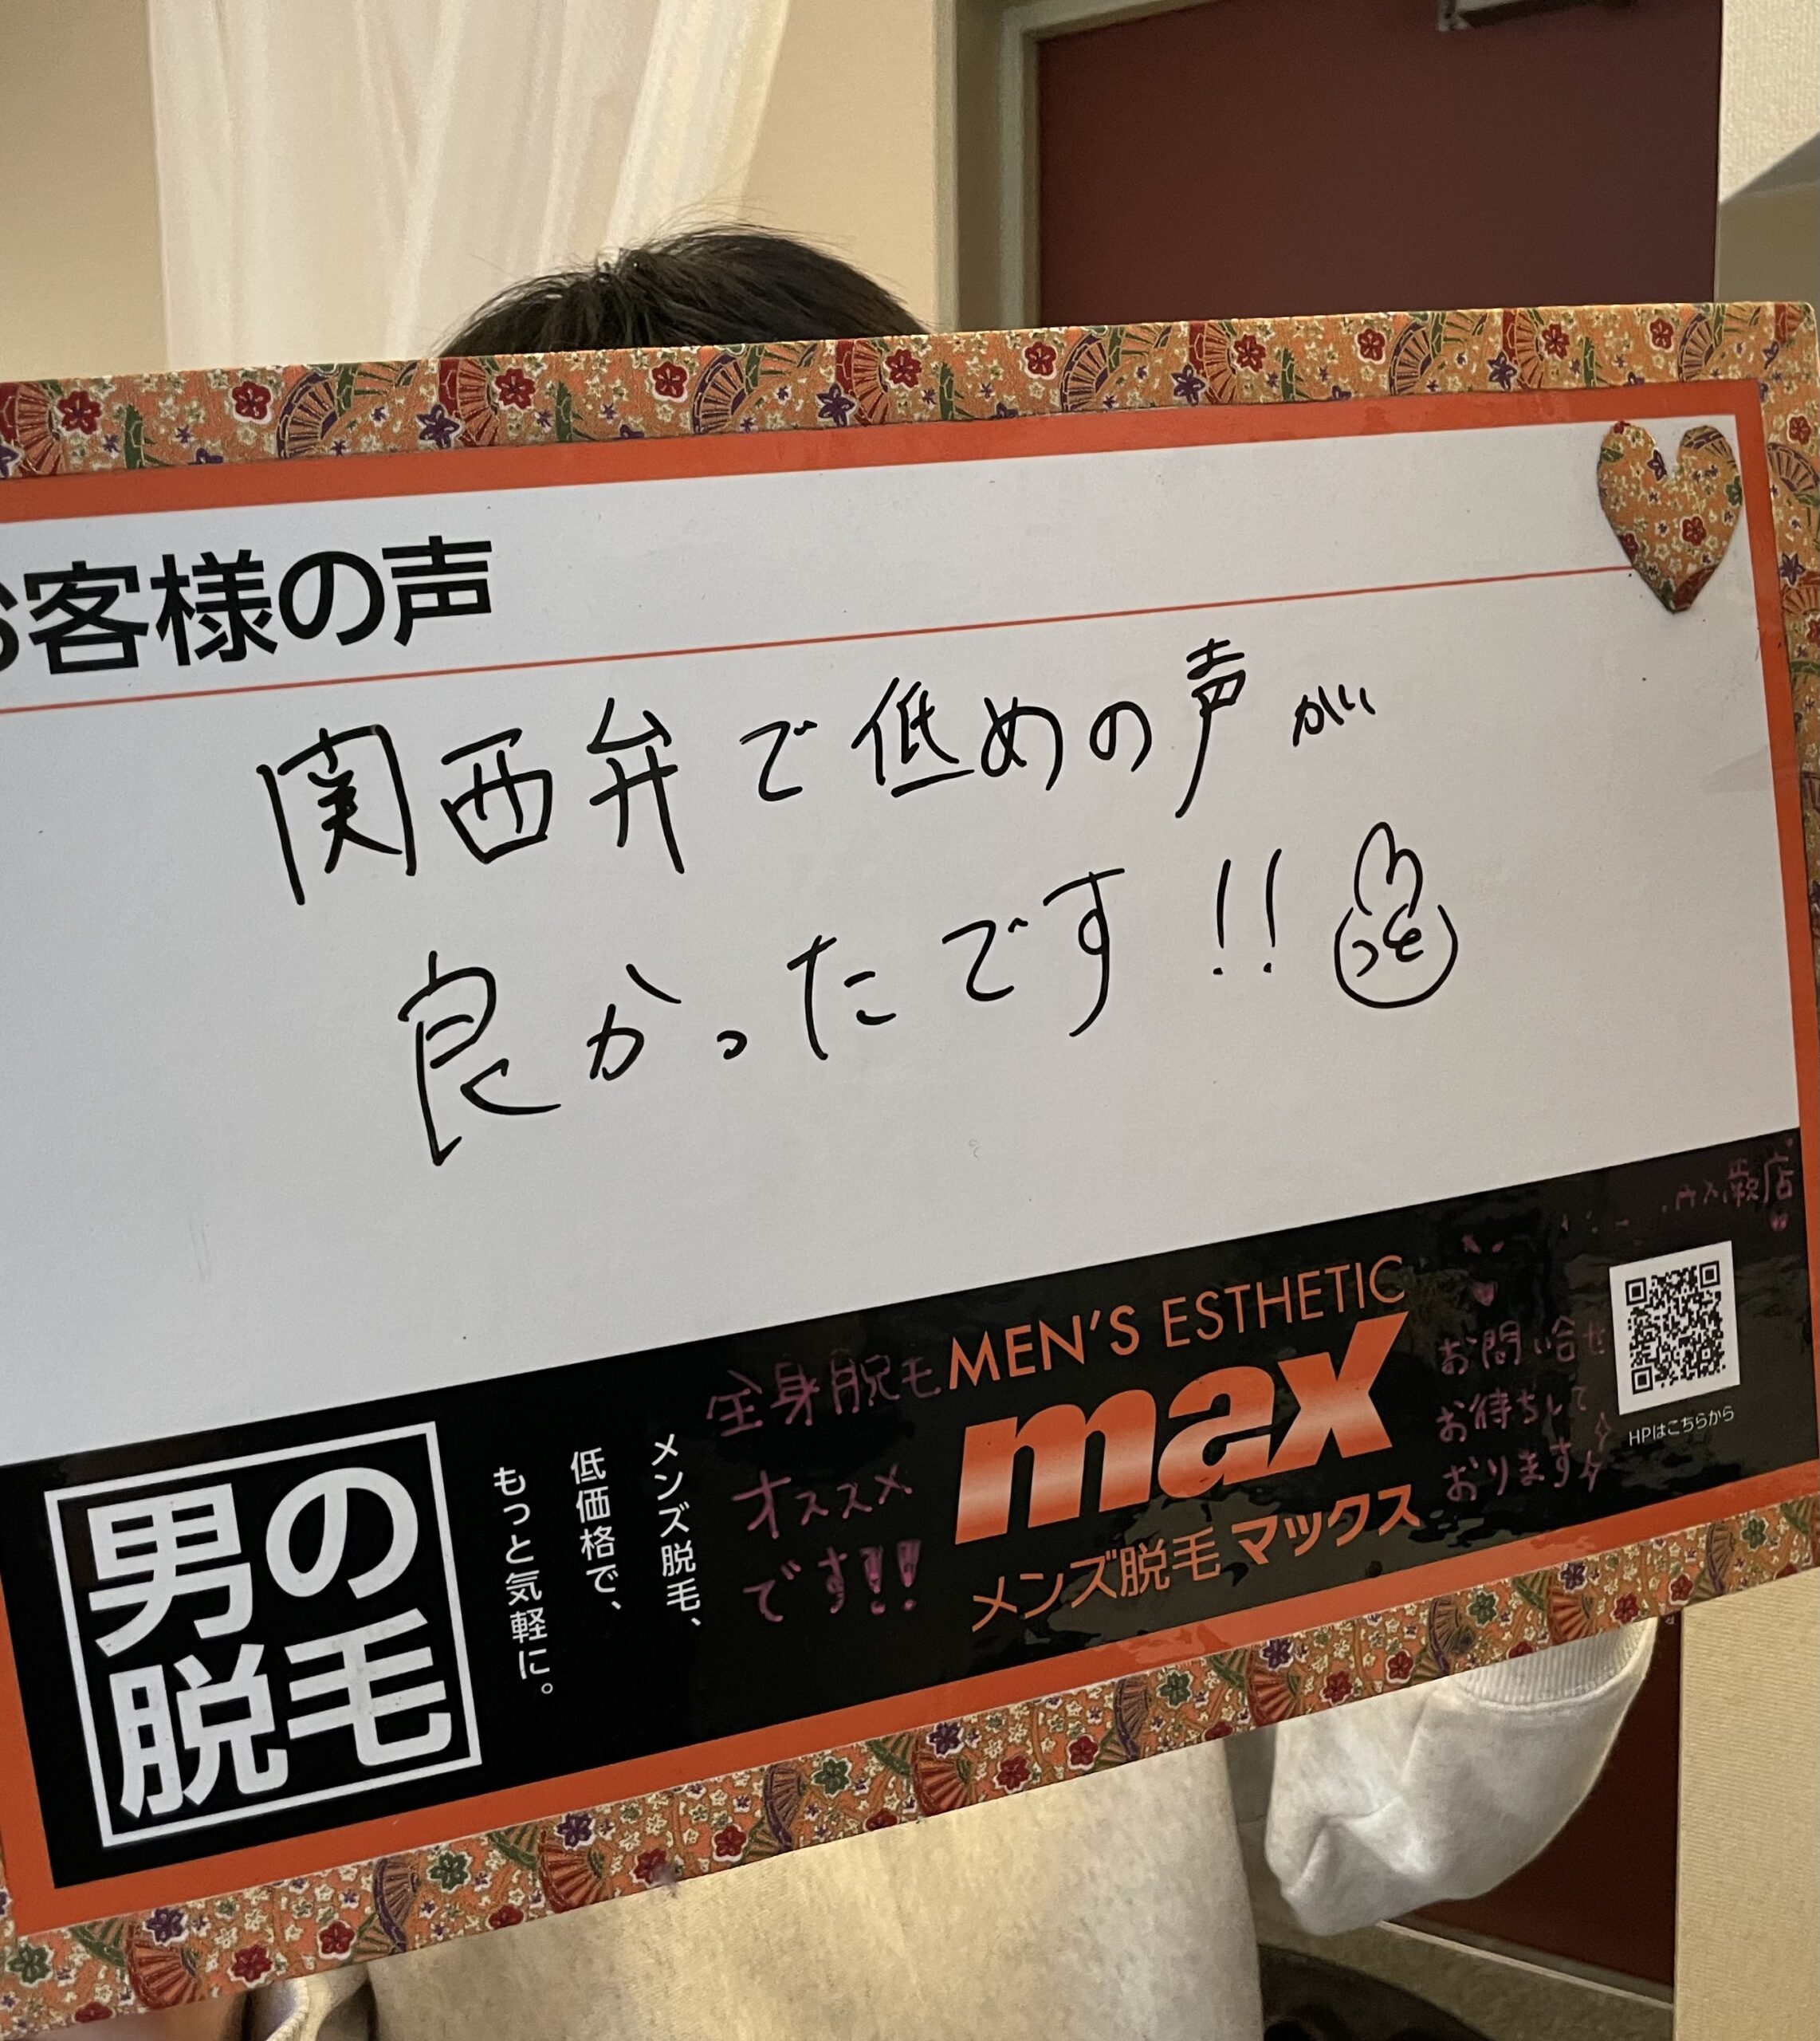 お客様の声
関西弁で低めの声が
良かったです!!
男の
脱毛
メンズ脱毛、
低価格で、
もっと気軽に。
全身脱毛
オススメ
です!!
MEN'S ESTHETIC
max
メンズ脱毛 マックス
お問い合せ
お待ちして
おります
HPはこちらから